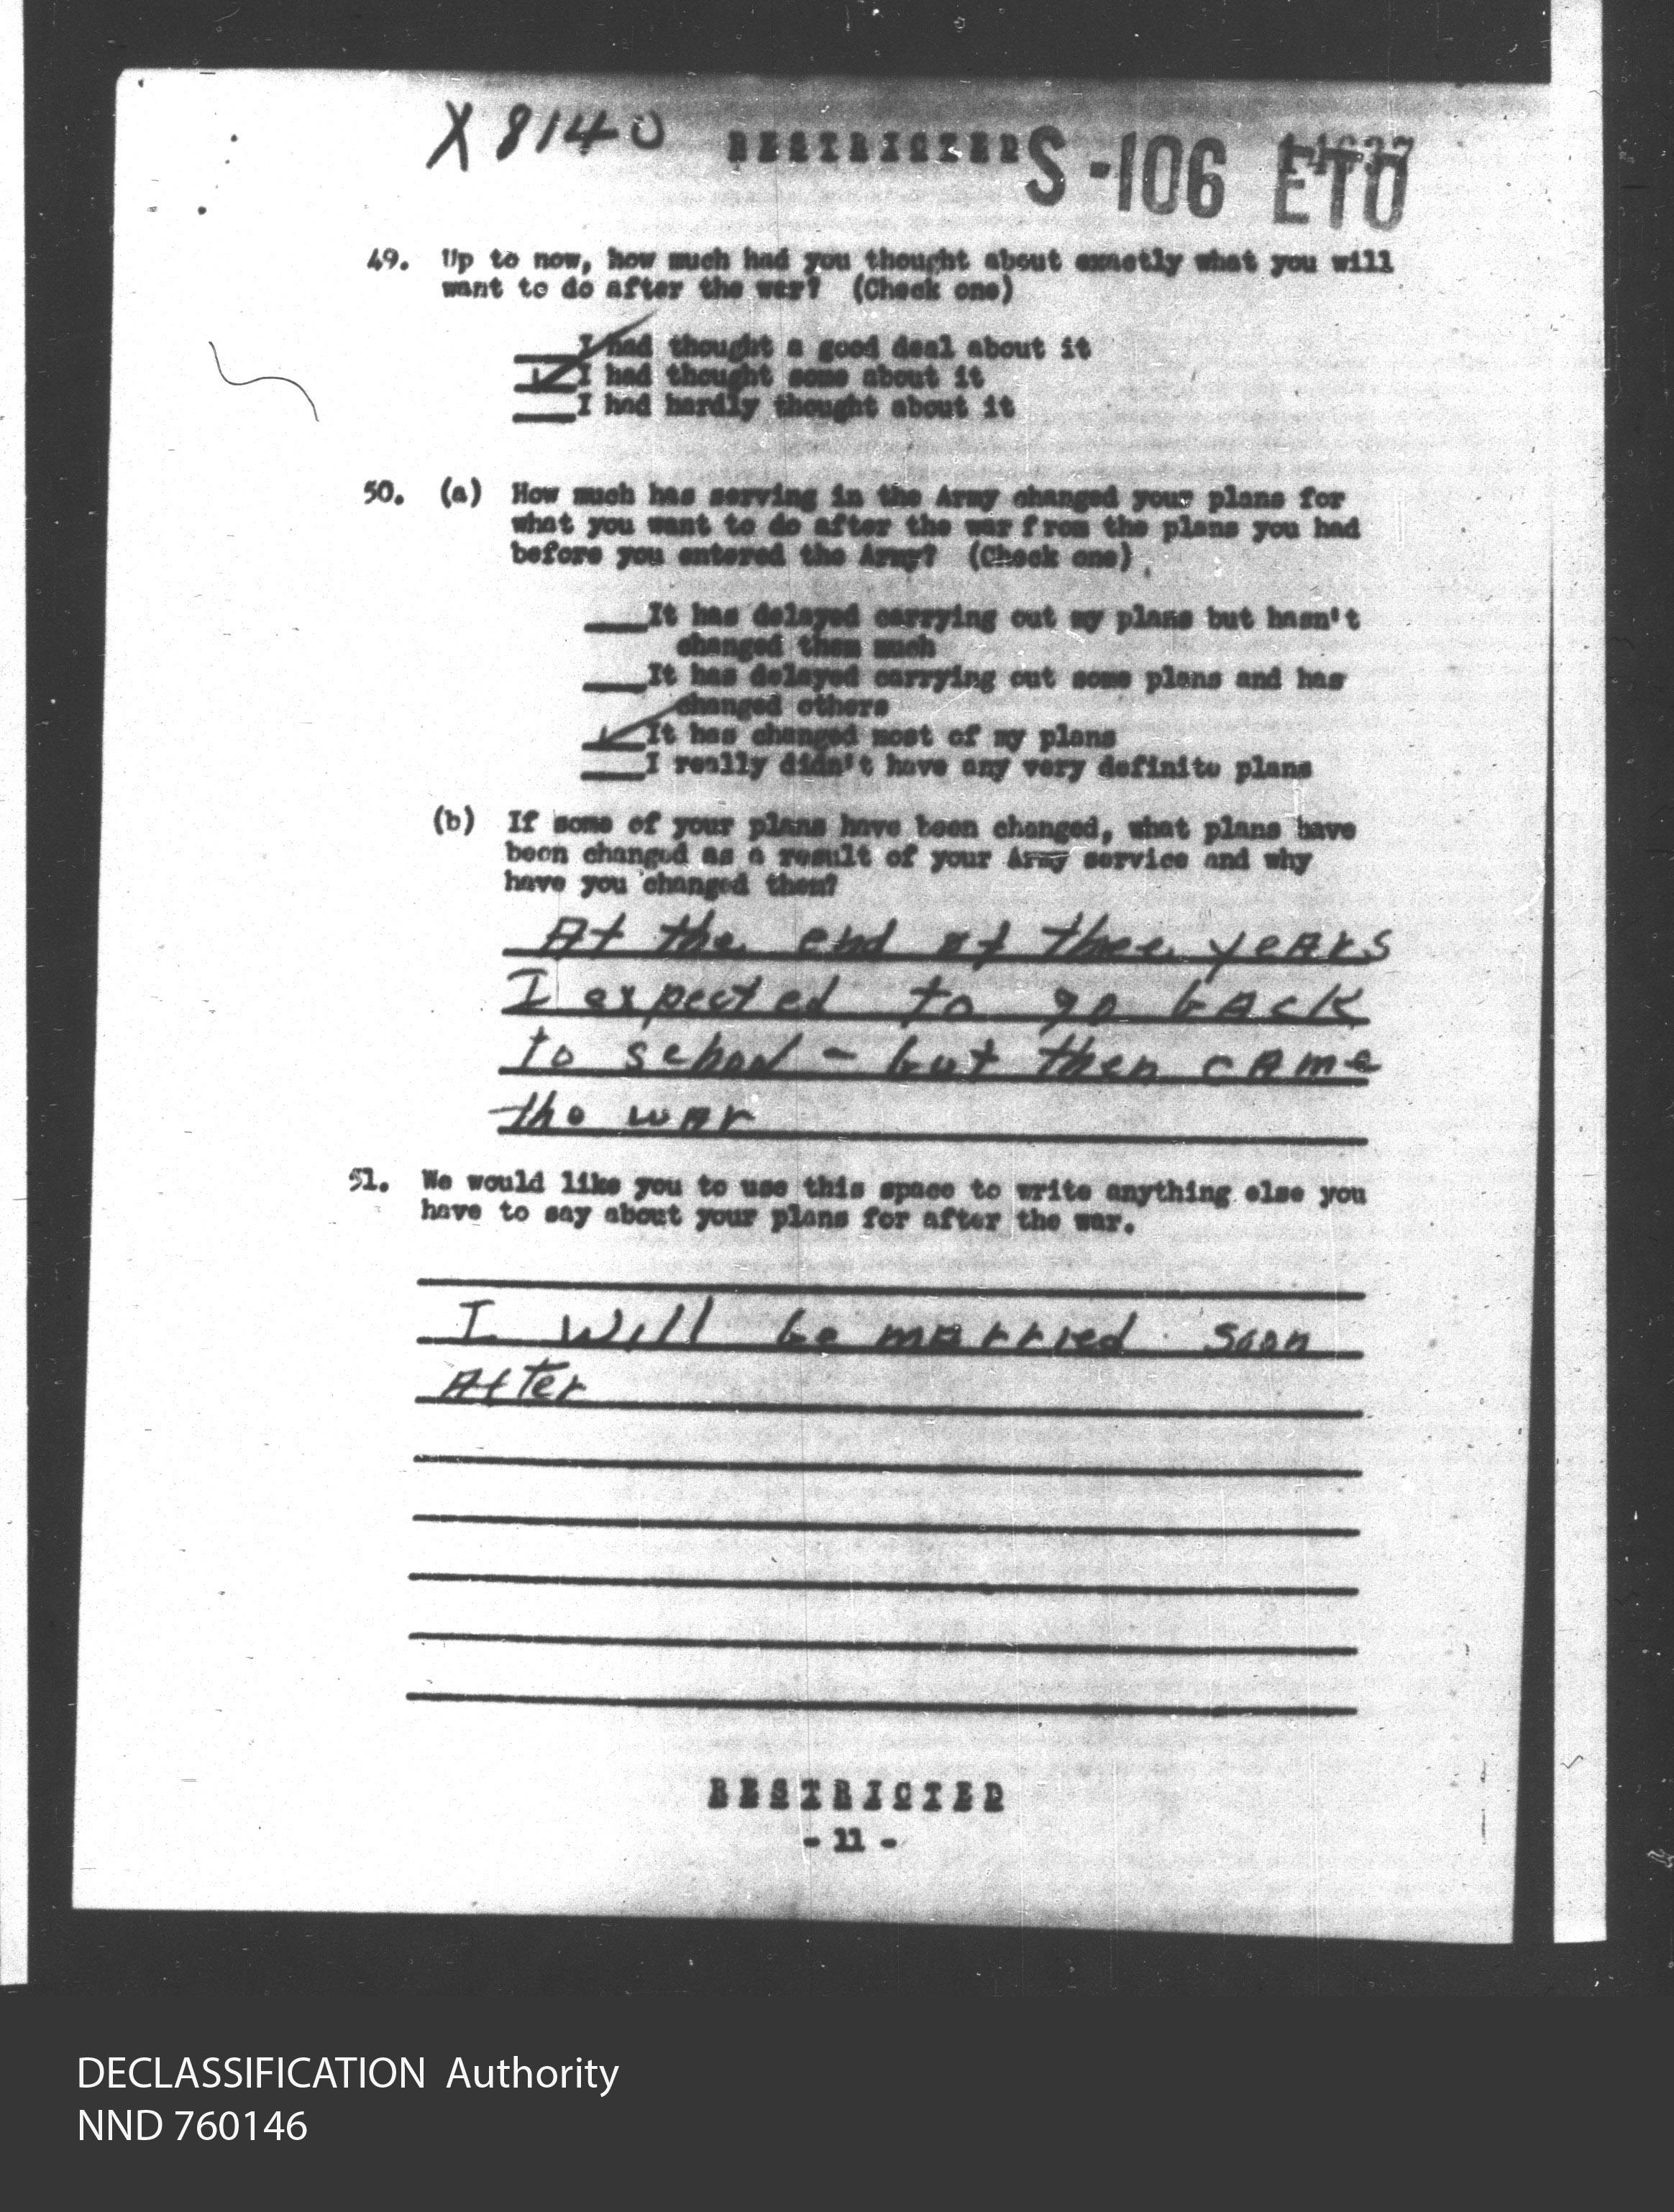 X 8140 RESTRICTED S-106 ETO
49. Up to now, how much had you thought about exactly what you will
want to do after the war? (Check one)
___I had thought a good deal about it
_✓_I had thought some about it
___I had hardly thought about it
50. (a) How much has serving in the Army changed your plans for
what you want to do after the war from the plans you had
before you entered the Army? (Check one)
___It has delayed carrying out my plans but hasn't
changed them much
___It has delayed carrying out some plans and has
changed others
_✓_It has changed most of my plans
___I really didn't have any very definite plans
(b) If some of your plans have been changed, what plans have
been changed as a result of your Army service and why
have you changed them?
At the end of three years
I expected to go back
to school - but then came
the war
51. We would like you to use this space to write anything else you
have to say about your plans for after the war.
I will be married soon
After
RESTRICTED
- 11 -
DECLASSIFICATION Authority
NND 760146